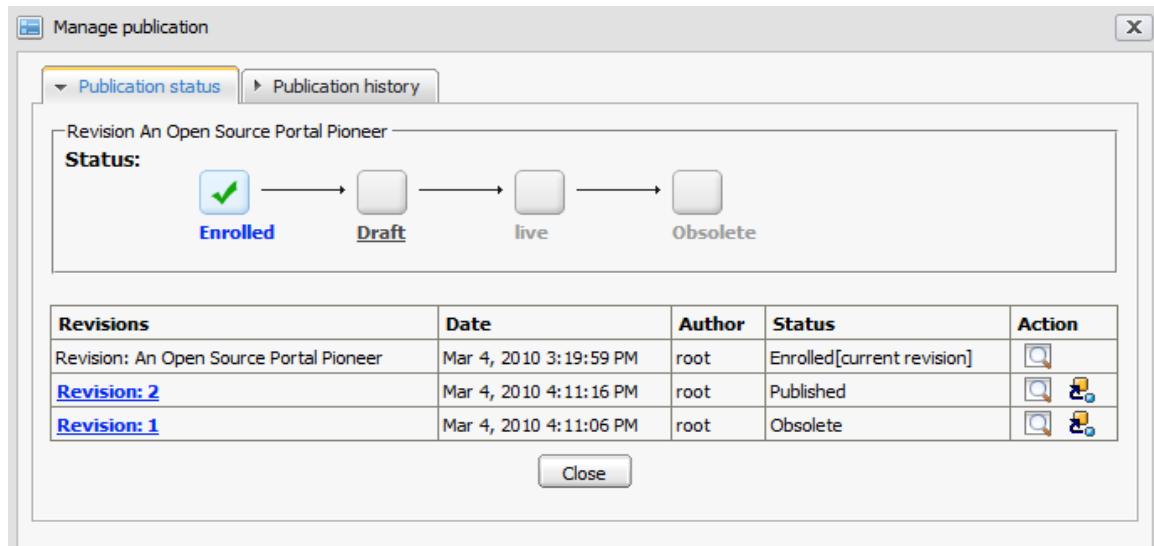 Manage publication
Publication status Publication history
Revision An Open Source Portal Pioneer
Status:
Enrolled Draft live Obsolete
Revisions Date Author Status Action
Revision: An Open Source Portal Pioneer Mar 4, 2010 3:19:59 PM root Enrolled[current revision]
Revision: 2 Mar 4, 2010 4:11:16 PM root Published
Revision: 1 Mar 4, 2010 4:11:06 PM root Obsolete
Close